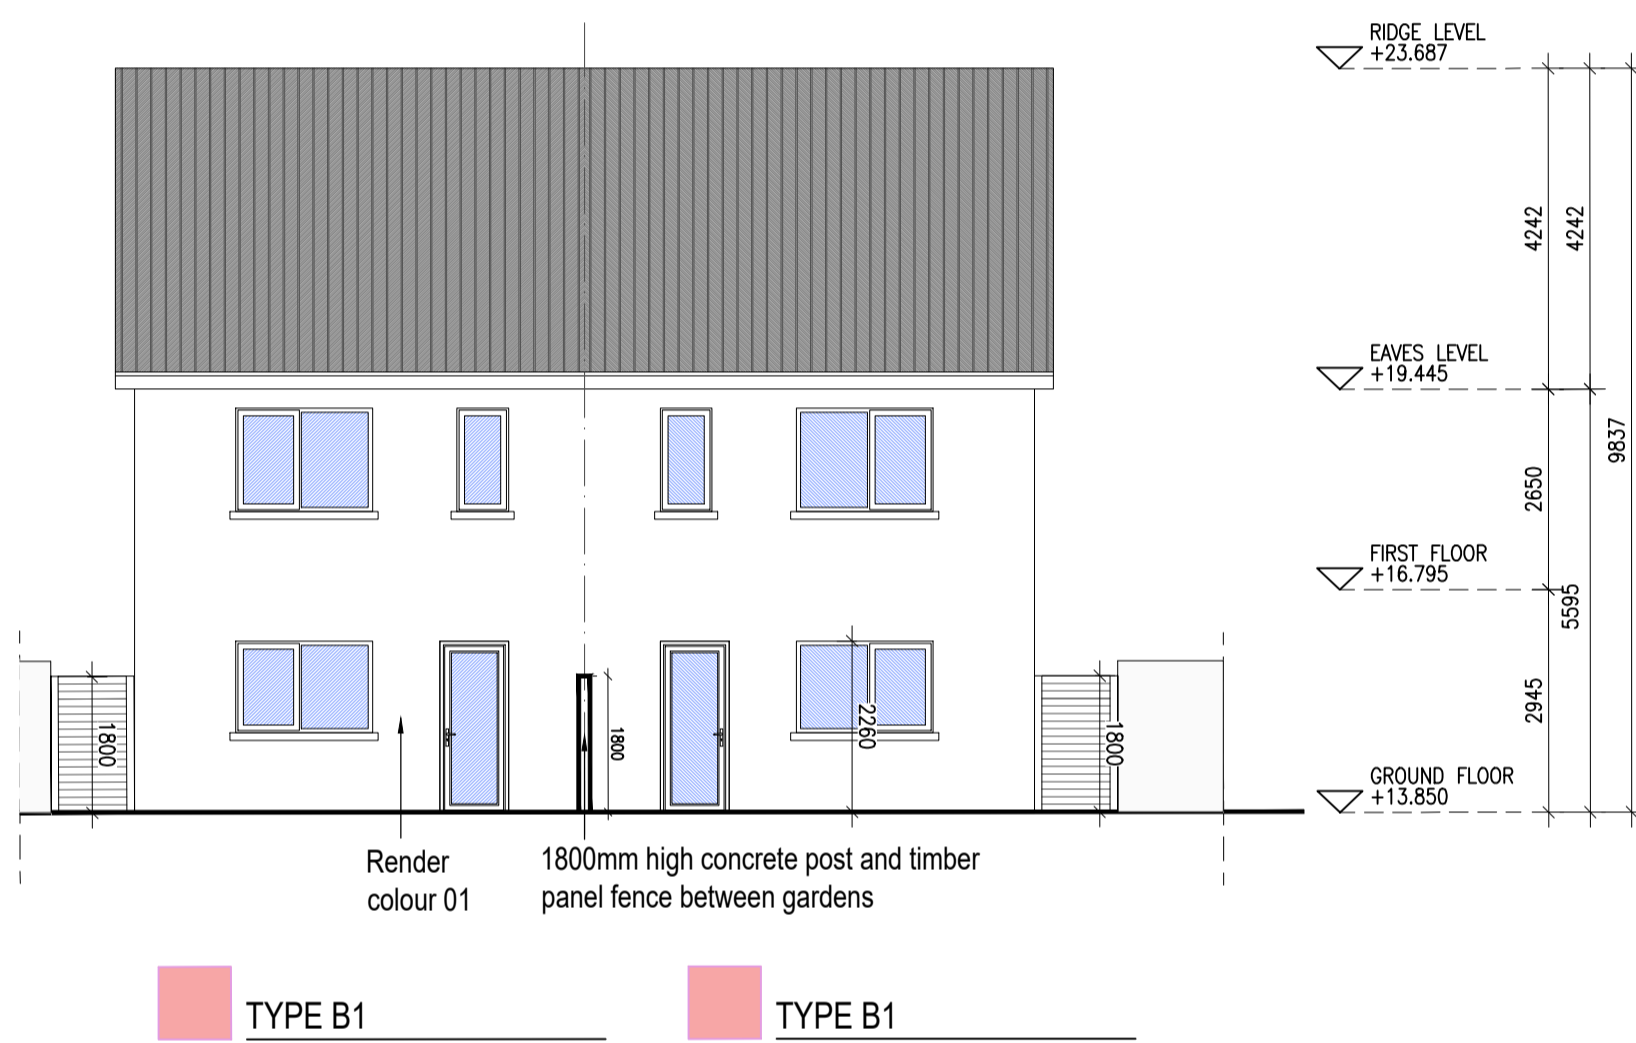 RIDGE LEVEL
+23.687
4242
4242
EAVES LEVEL
+19.445
9837
2650
FIRST FLOOR
+16.795
5595
2945
GROUND FLOOR
+13.850
1800
1800
2260
1800
Render
colour 01
1800mm high concrete post and timber
panel fence between gardens
TYPE B1
TYPE B1